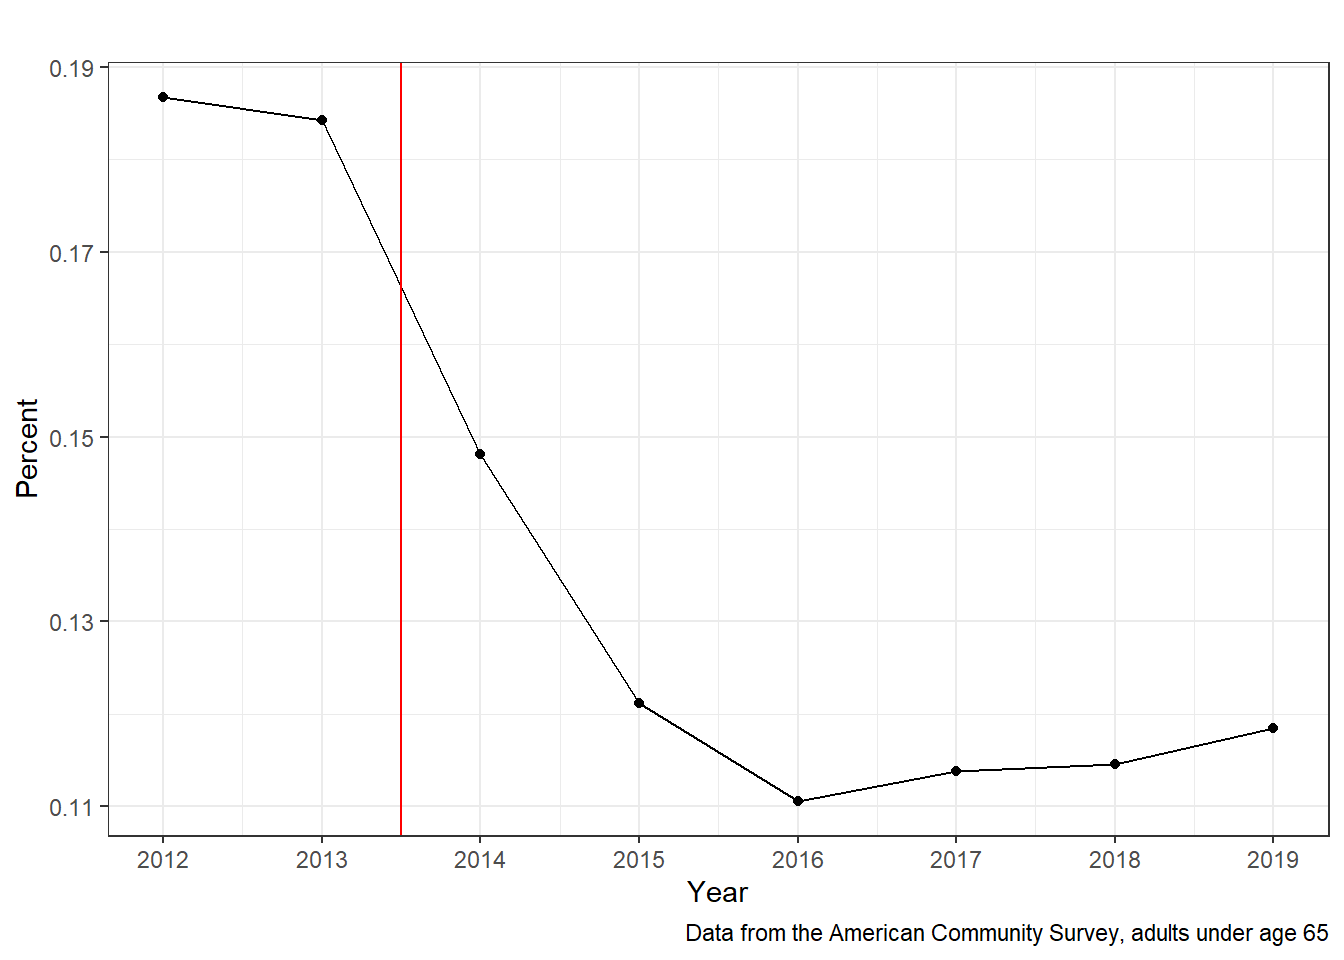 0.19
0.17
0.15
0.13
0.11
Percent
2012 2013 2014 2015 2016 2017 2018 2019
Year
Data from the American Community Survey, adults under age 65